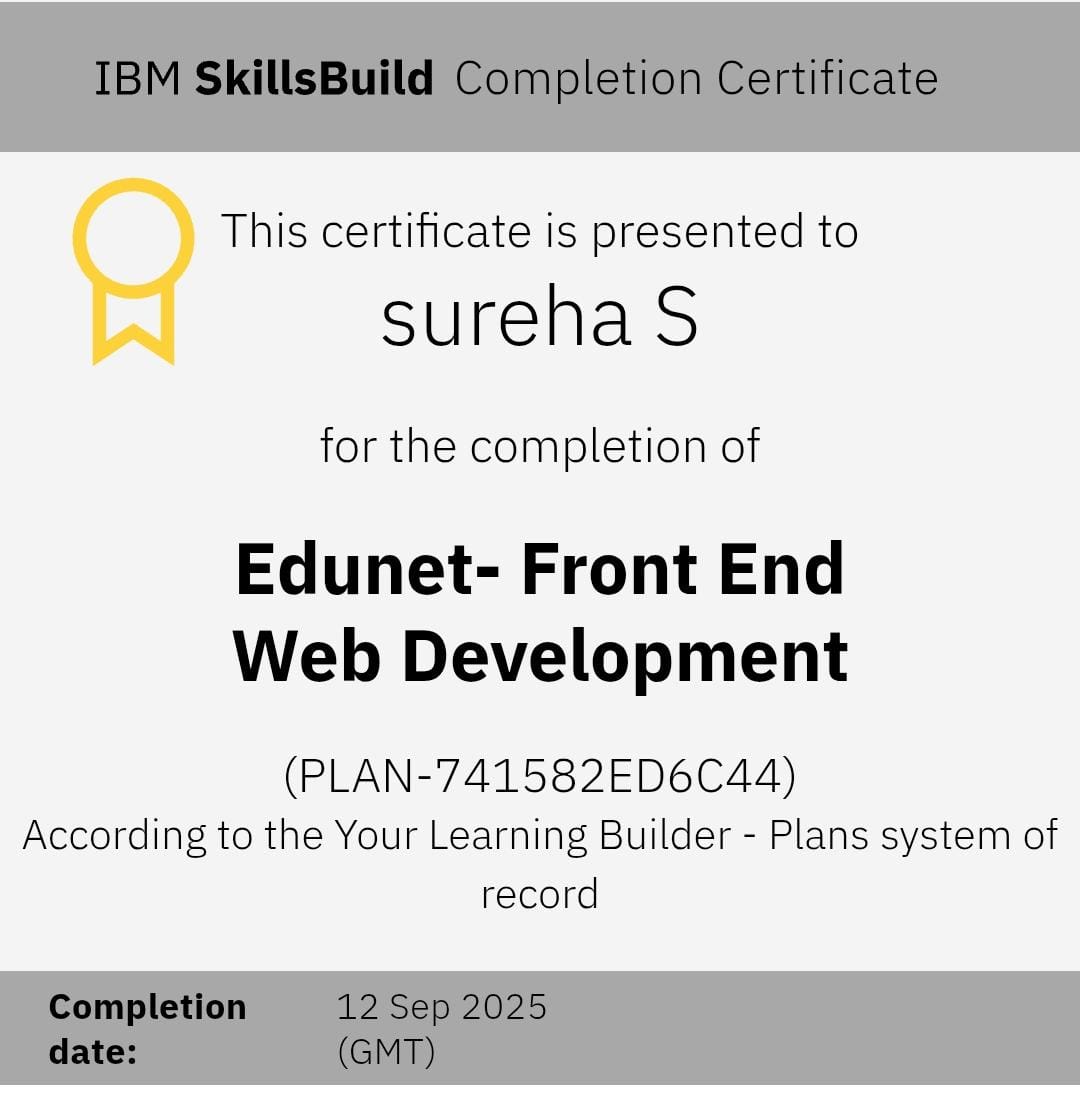 IBM SkillsBuild Completion Certificate
This certificate is presented to
sureha S
for the completion of
Edunet- Front End
Web Development
(PLAN-741582ED6C44)
According to the Your Learning Builder - Plans system of
record
Completion 12 Sep 2025
date: (GMT)